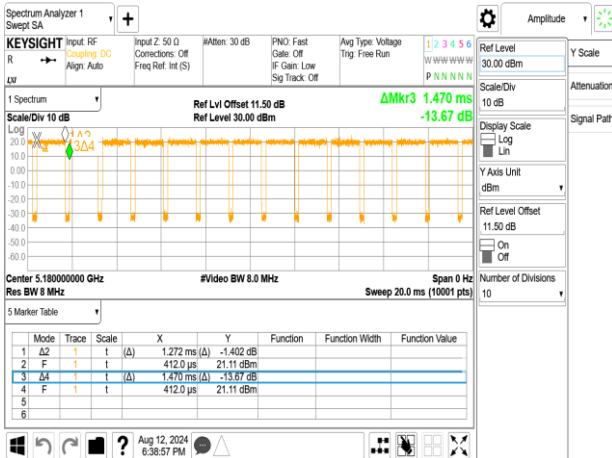 Spectrum Analyzer 1
Swept SA
+
Amplitude
KEYSIGHT
R
LXI
Input: RF
Coupling: DC
Align: Auto
Input Z: 50 Ω
Corrections: Off
Freq Ref: Int (S)
#Atten: 30 dB
PNO: Fast
Gate: Off
IF Gain: Low
Sig Track: Off
Avg Type: Voltage
Trig: Free Run
1 2 3 4 5 6
W W W W W W
P N N N N N
1 Spectrum
Scale/Div 10 dB
Ref Lvl Offset 11.50 dB
Ref Level 30.00 dBm
ΔMkr3 1.470 ms
-13.67 dB
Log
20.0
10.0
0.00
-10.0
-20.0
-30.0
-40.0
-50.0
-60.0
1Δ2
3Δ4
Center 5.180000000 GHz
Res BW 8 MHz
#Video BW 8.0 MHz
Span 0 Hz
Sweep 20.0 ms (10001 pts)
5 Marker Table
Mode Trace Scale X Y Function Function Width Function Value
1 Δ2 1 t (Δ) 1.272 ms (Δ) -1.402 dB
2 F 1 t 412.0 µs 21.11 dBm
3 Δ4 1 t (Δ) 1.470 ms (Δ) -13.67 dB
4 F 1 t 412.0 µs 21.11 dBm
5
6
?
Aug 12, 2024
6:38:57 PM
Ref Level
30.00 dBm
Scale/Div
10 dB
Display Scale
Log
Lin
Y Axis Unit
dBm
Ref Level Offset
11.50 dB
On
Off
Number of Divisions
10
Y Scale
Attenuation
Signal Path